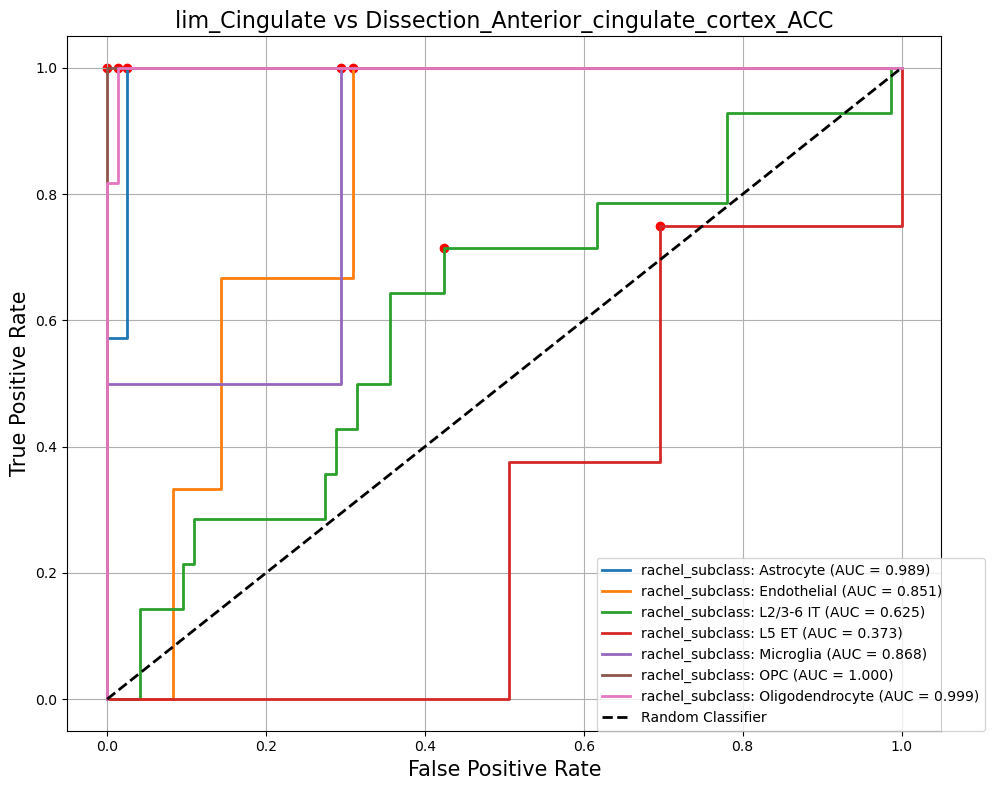 lim_Cingulate vs Dissection_Anterior_cingulate_cortex_ACC
True Positive Rate
1.0
0.8
0.6
0.4
0.2
0.0
rachel_subclass: Astrocyte (AUC = 0.989)
rachel_subclass: Endothelial (AUC = 0.851)
rachel_subclass: L2/3-6 IT (AUC = 0.625)
rachel_subclass: L5 ET (AUC = 0.373)
rachel_subclass: Microglia (AUC = 0.868)
rachel_subclass: OPC (AUC = 1.000)
rachel_subclass: Oligodendrocyte (AUC = 0.999)
Random Classifier
0.0 0.2 0.4 0.6 0.8 1.0
False Positive Rate